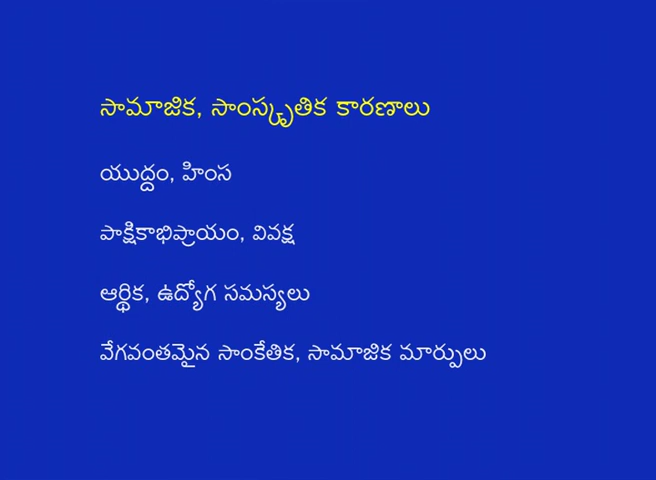 సామాజిక, సాంస్కృతిక కారణాలు
యుద్దం, హింస
పాక్షికాభిప్రాయం, వివక్ష
ఆర్థిక, ఉద్యోగ సమస్యలు
వేగవంతమైన సాంకేతిక, సామాజిక మార్పులు